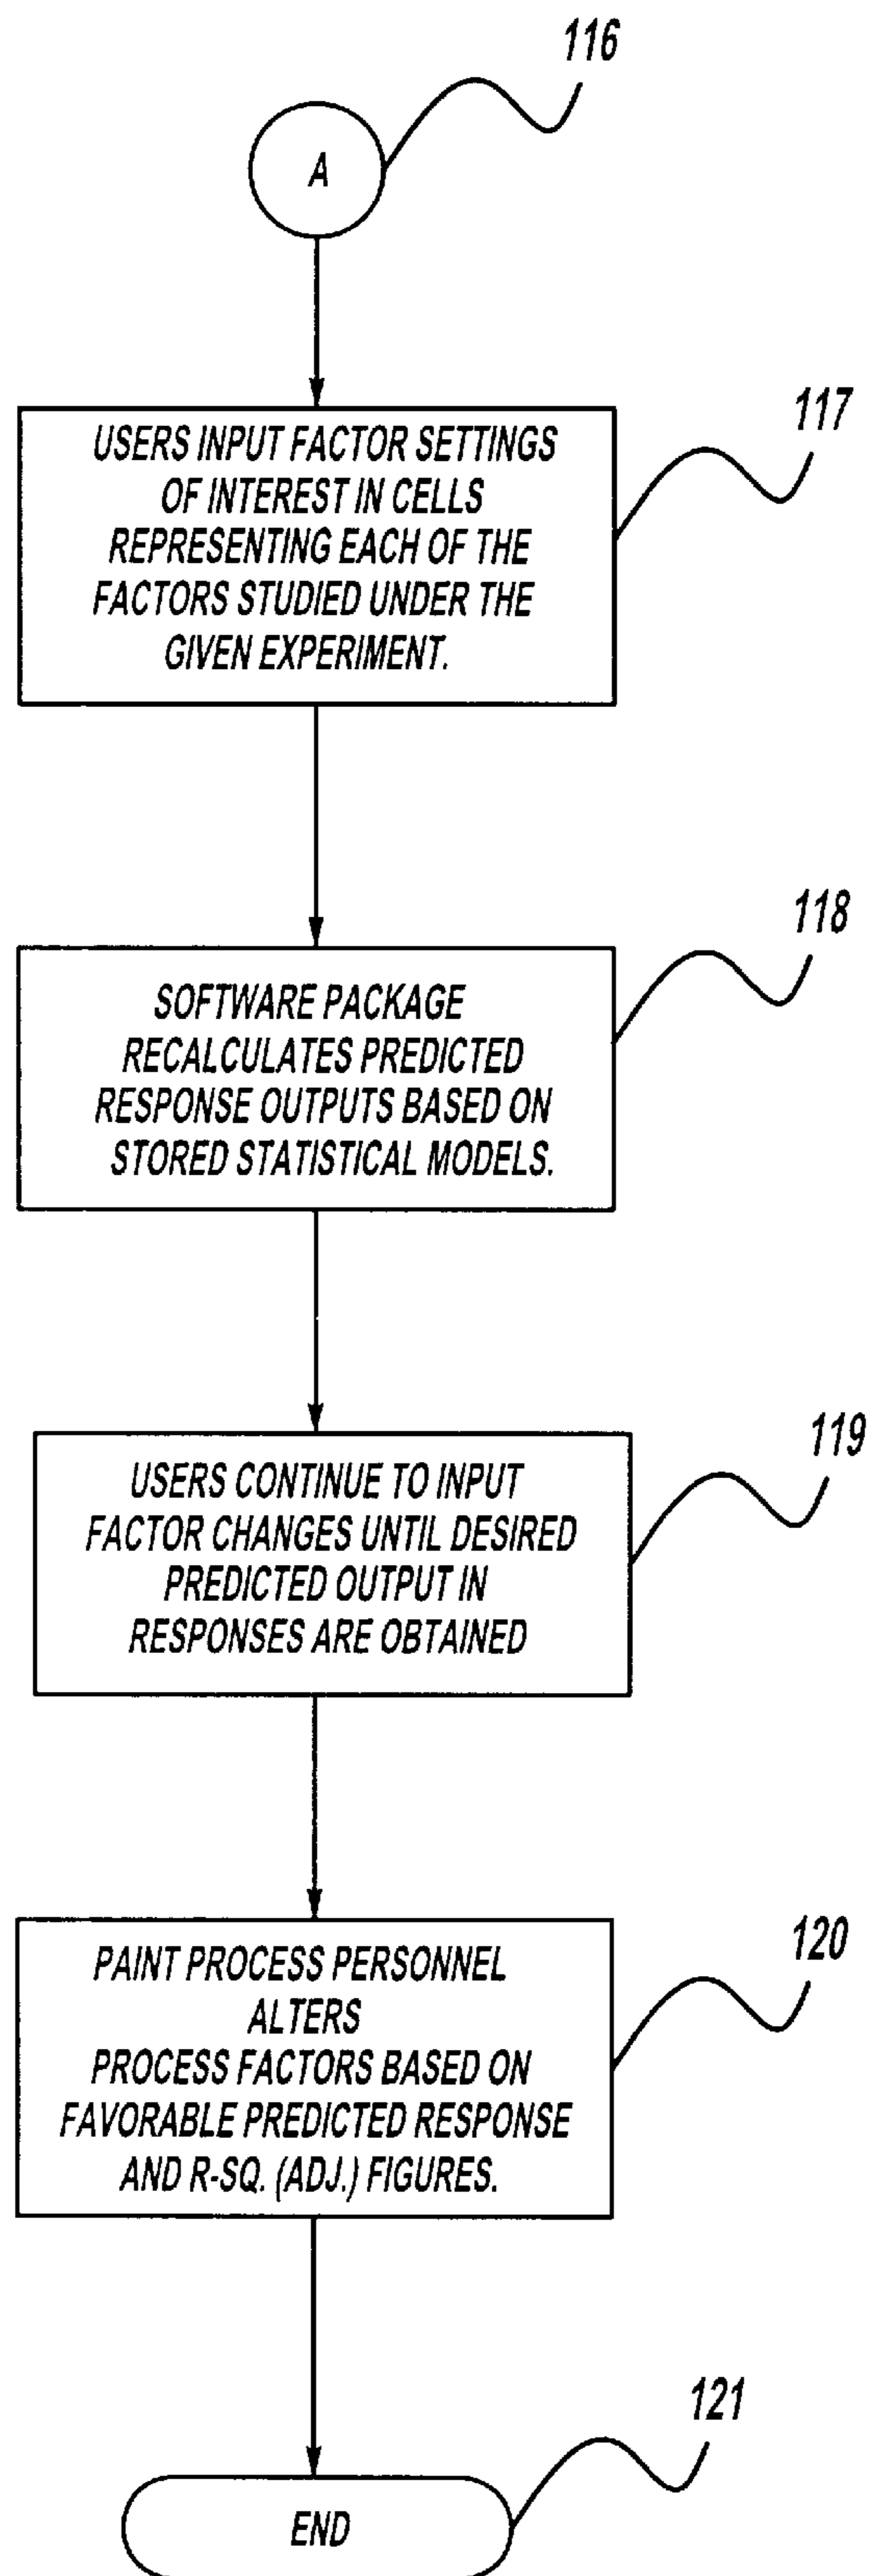 116
A
117
USERS INPUT FACTOR SETTINGS
OF INTEREST IN CELLS
REPRESENTING EACH OF THE
FACTORS STUDIED UNDER THE
GIVEN EXPERIMENT.
118
SOFTWARE PACKAGE
RECALCULATES PREDICTED
RESPONSE OUTPUTS BASED ON
STORED STATISTICAL MODELS.
119
USERS CONTINUE TO INPUT
FACTOR CHANGES UNTIL DESIRED
PREDICTED OUTPUT IN
RESPONSES ARE OBTAINED
120
PAINT PROCESS PERSONNEL
ALTERS
PROCESS FACTORS BASED ON
FAVORABLE PREDICTED RESPONSE
AND R-SQ. (ADJ.) FIGURES.
121
END